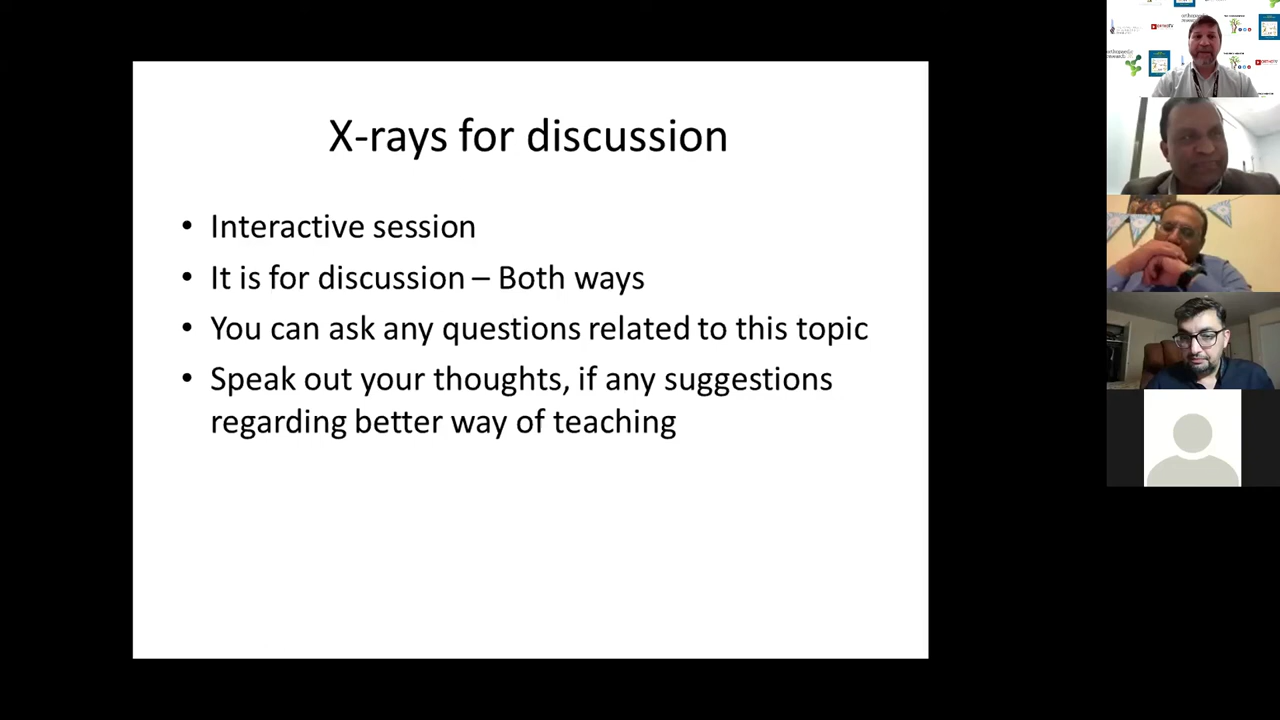 X-rays for discussion
• Interactive session
• It is for discussion – Both ways
• You can ask any questions related to this topic
• Speak out your thoughts, if any suggestions
regarding better way of teaching